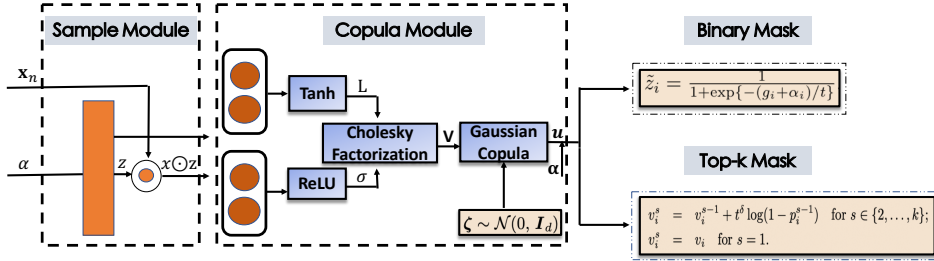 Sample Module
Copula Module
Binary Mask
x_n
α
z
x⊙z
Tanh
L
ReLU
σ
Cholesky
Factorization
V
Gaussian
Copula
u
α
ζ ∼ N(0, I_d)
z̃_i = 1 / (1+exp{−(g_i+α_i)/t})
Top-k Mask
v_i^s = v_i^{s−1} + t^δ log(1 − p_i^{s−1}) for s ∈ {2, . . . , k};
v_i^s = v_i for s = 1.